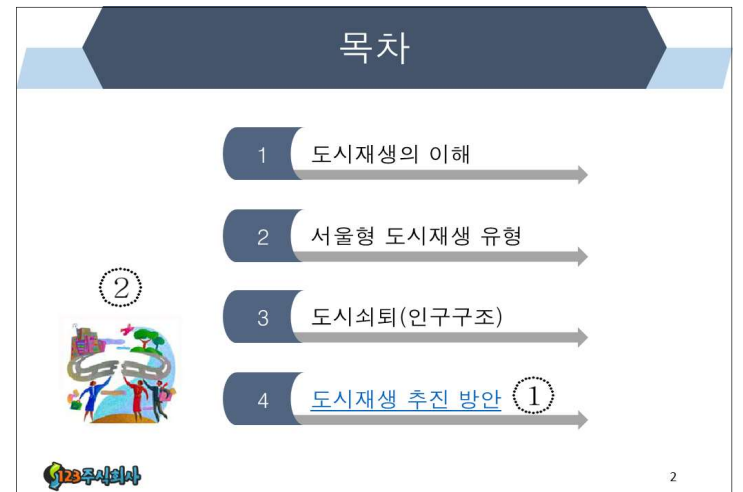 목차
1 도시재생의 이해
2 서울형 도시재생 유형
②
3 도시쇠퇴(인구구조)
4 도시재생 추진 방안 ①
123주식회사
2